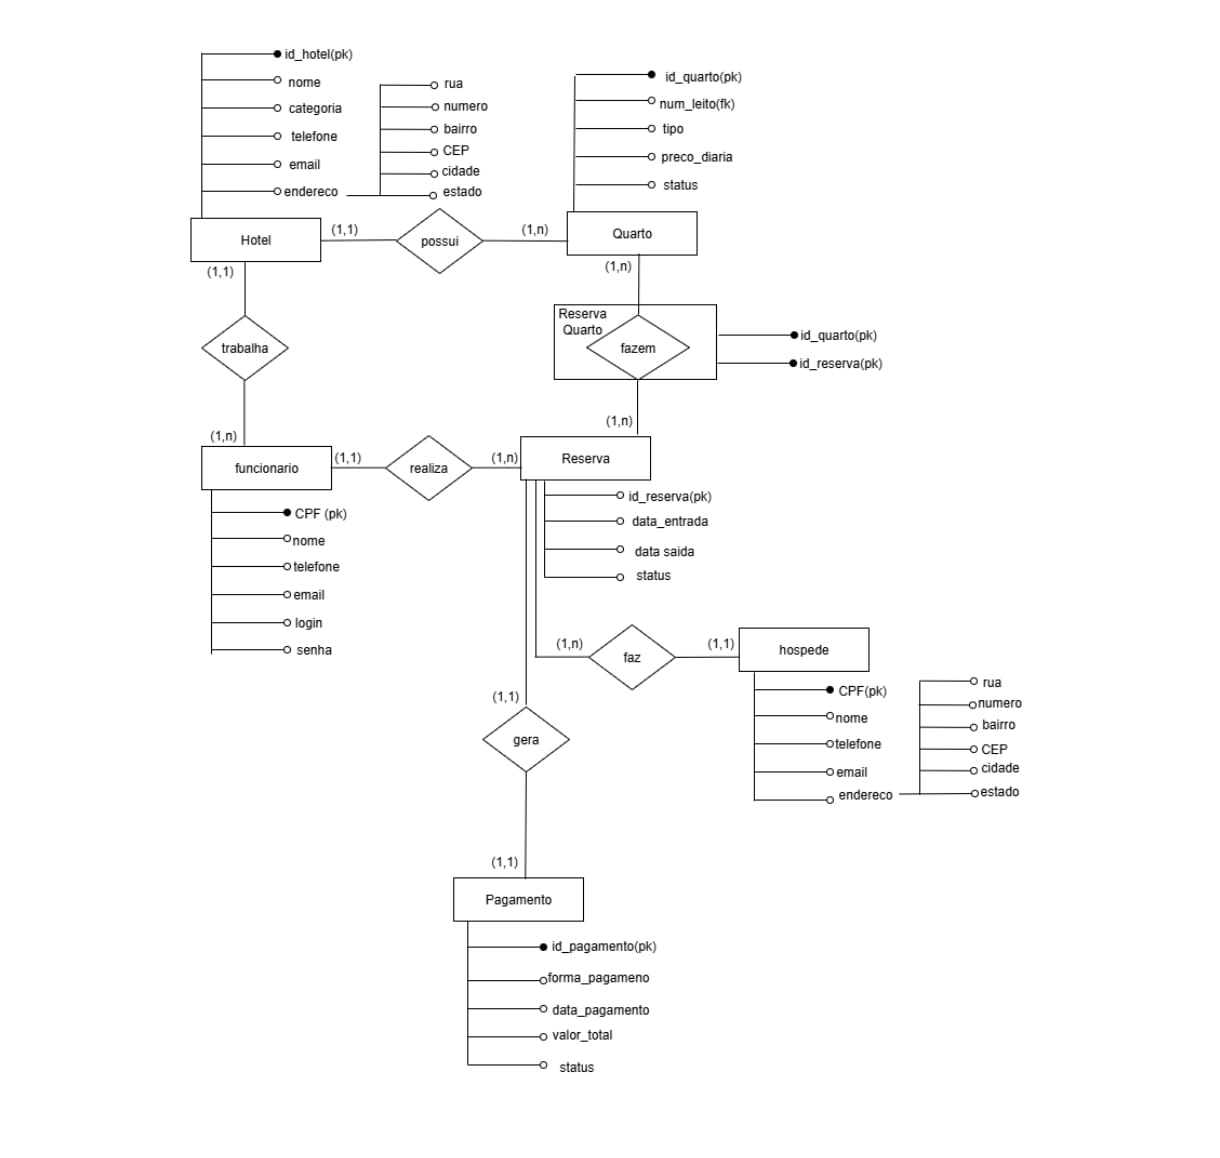 id_hotel(pk)
nome
categoria
telefone
email
endereco
rua
numero
bairro
CEP
cidade
estado
id_quarto(pk)
num_leito(fk)
tipo
preco_diaria
status
Hotel
(1,1)
possui
(1,n)
Quarto
(1,1)
(1,n)
trabalha
Reserva
Quarto
fazem
id_quarto(pk)
id_reserva(pk)
(1,n)
(1,n)
funcionario
(1,1)
realiza
(1,n)
Reserva
CPF (pk)
nome
telefone
email
login
senha
id_reserva(pk)
data_entrada
data saida
status
(1,n)
faz
(1,1)
hospede
CPF(pk)
nome
telefone
email
endereco
rua
numero
bairro
CEP
cidade
estado
(1,1)
gera
(1,1)
Pagamento
id_pagamento(pk)
forma_pagameno
data_pagamento
valor_total
status